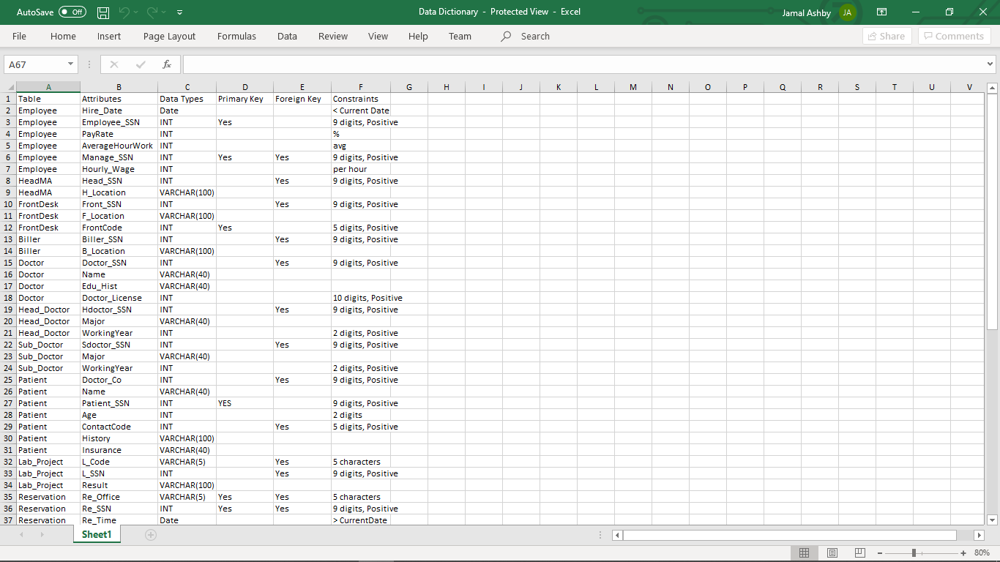 AutoSave Off Data Dictionary - Protected View - Excel Jamal Ashby JA
File Home Insert Page Layout Formulas Data Review View Help Team Search Share Comments
A67 fx
A B C D E F G H I J K L M N O P Q R S T U V
1 Table Attributes Data Types Primary Key Foreign Key Constraints
2 Employee Hire_Date Date < Current Date
3 Employee Employee_SSN INT Yes 9 digits, Positive
4 Employee PayRate INT %
5 Employee AverageHourWork INT avg
6 Employee Manage_SSN INT Yes Yes 9 digits, Positive
7 Employee Hourly_Wage INT per hour
8 HeadMA Head_SSN INT Yes 9 digits, Positive
9 HeadMA H_Location VARCHAR(100)
10 FrontDesk Front_SSN INT Yes 9 digits, Positive
11 FrontDesk F_Location VARCHAR(100)
12 FrontDesk FrontCode INT Yes 5 digits, Positive
13 Biller Biller_SSN INT Yes 9 digits, Positive
14 Biller B_Location VARCHAR(100)
15 Doctor Doctor_SSN INT Yes 9 digits, Positive
16 Doctor Name VARCHAR(40)
17 Doctor Edu_Hist VARCHAR(40)
18 Doctor Doctor_License INT 10 digits, Positive
19 Head_Doctor Hdoctor_SSN INT Yes 9 digits, Positive
20 Head_Doctor Major VARCHAR(40)
21 Head_Doctor WorkingYear INT 2 digits, Positive
22 Sub_Doctor Sdoctor_SSN INT Yes 9 digits, Positive
23 Sub_Doctor Major VARCHAR(40)
24 Sub_Doctor WorkingYear INT 2 digits, Positive
25 Patient Doctor_Co INT Yes 9 digits, Positive
26 Patient Name VARCHAR(40)
27 Patient Patient_SSN INT YES 9 digits, Positive
28 Patient Age INT 2 digits
29 Patient ContactCode INT Yes 5 digits, Positive
30 Patient History VARCHAR(100)
31 Patient Insurance VARCHAR(40)
32 Lab_Project L_Code VARCHAR(5) Yes 5 characters
33 Lab_Project L_SSN INT Yes 9 digits, Positive
34 Lab_Project Result VARCHAR(100)
35 Reservation Re_Office VARCHAR(5) Yes Yes 5 characters
36 Reservation Re_SSN INT Yes Yes 9 digits, Positive
37 Reservation Re_Time Date > CurrentDate
Sheet1
80%